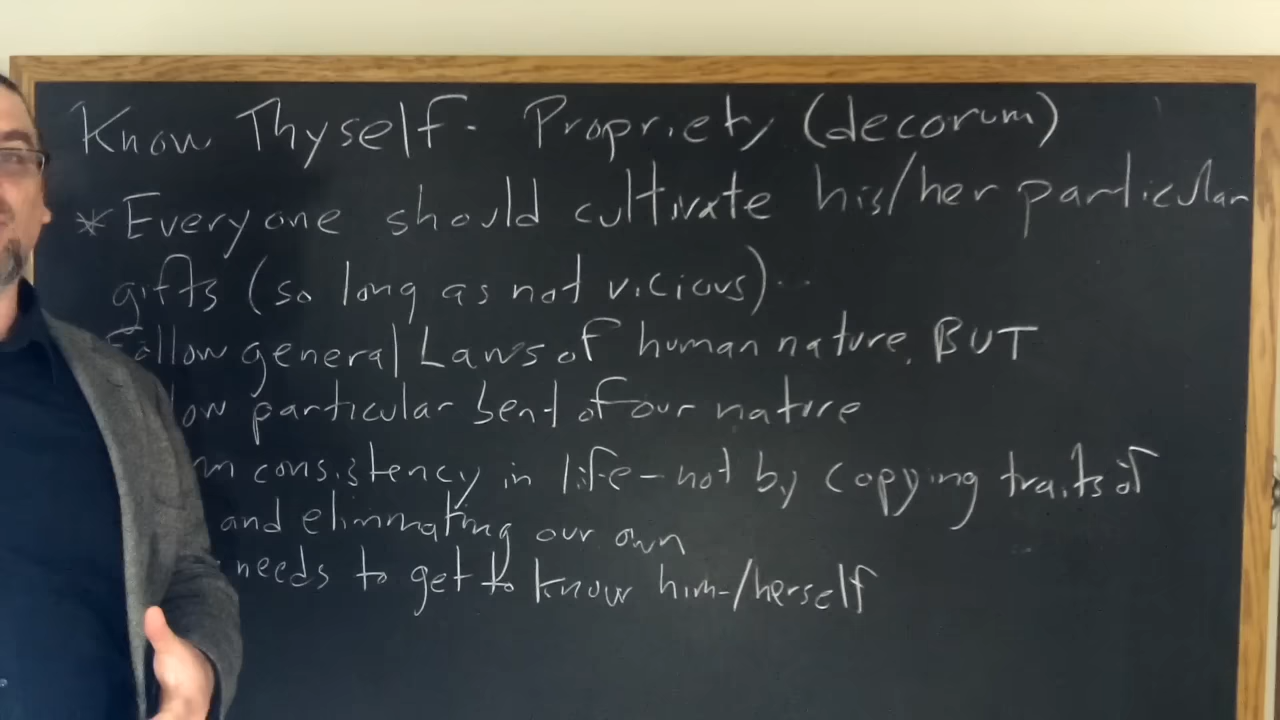 Know Thyself - Propriety (decorum)
* Everyone should cultivate his/her particular
gifts (so long as not vicious)..
Follow general Laws of human nature, BUT
particular bent of our nature
consistency in life - not by copying traits of
and eliminating our own
needs to get to know him-/herself